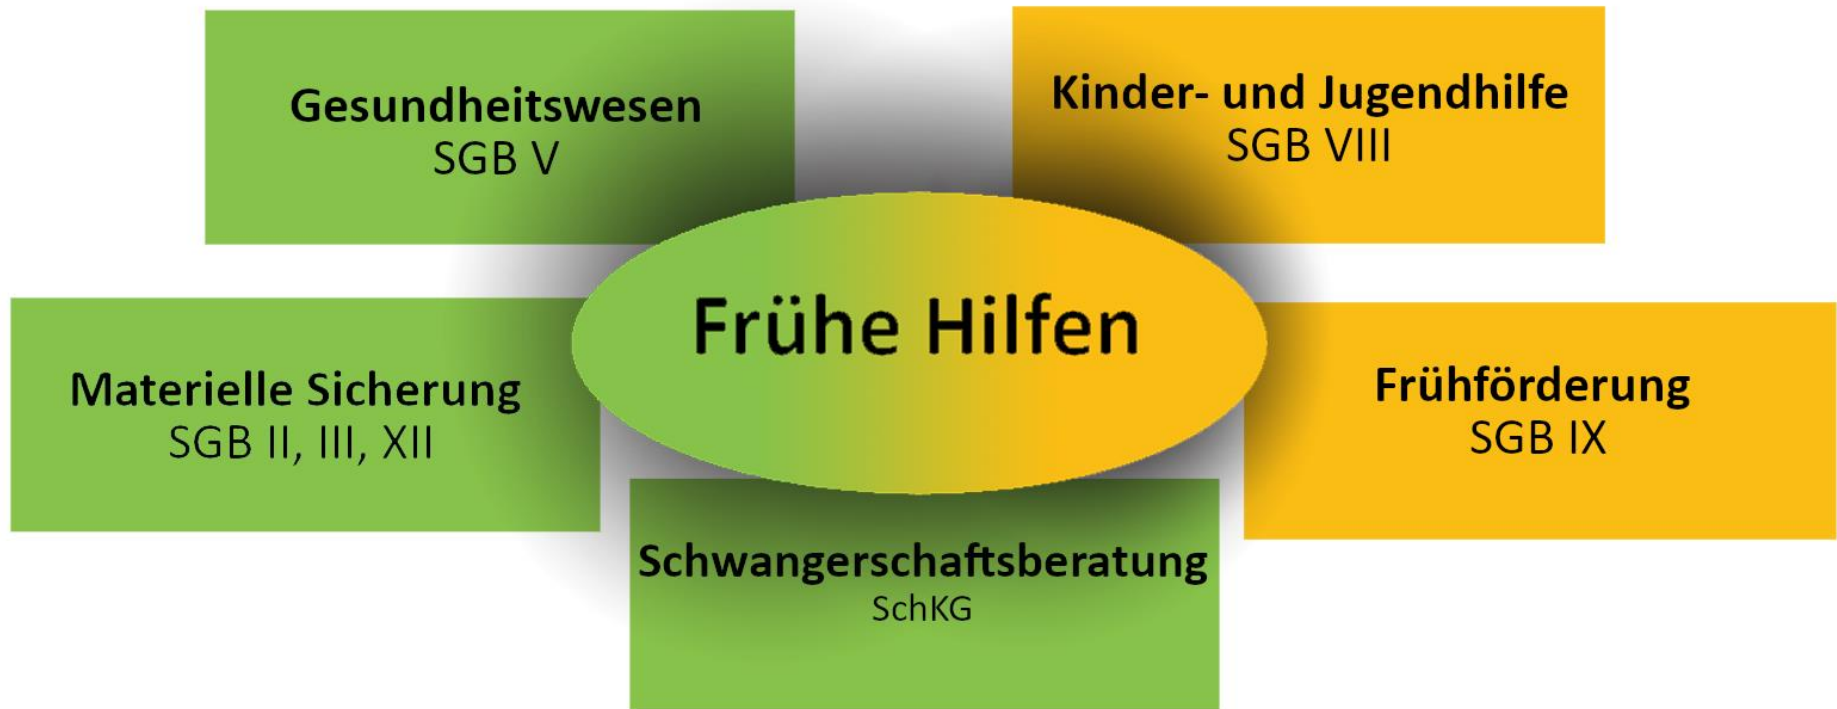 Gesundheitswesen
SGB V
Kinder- und Jugendhilfe
SGB VIII
Frühe Hilfen
Materielle Sicherung
SGB II, III, XII
Frühförderung
SGB IX
Schwangerschaftsberatung
SchKG